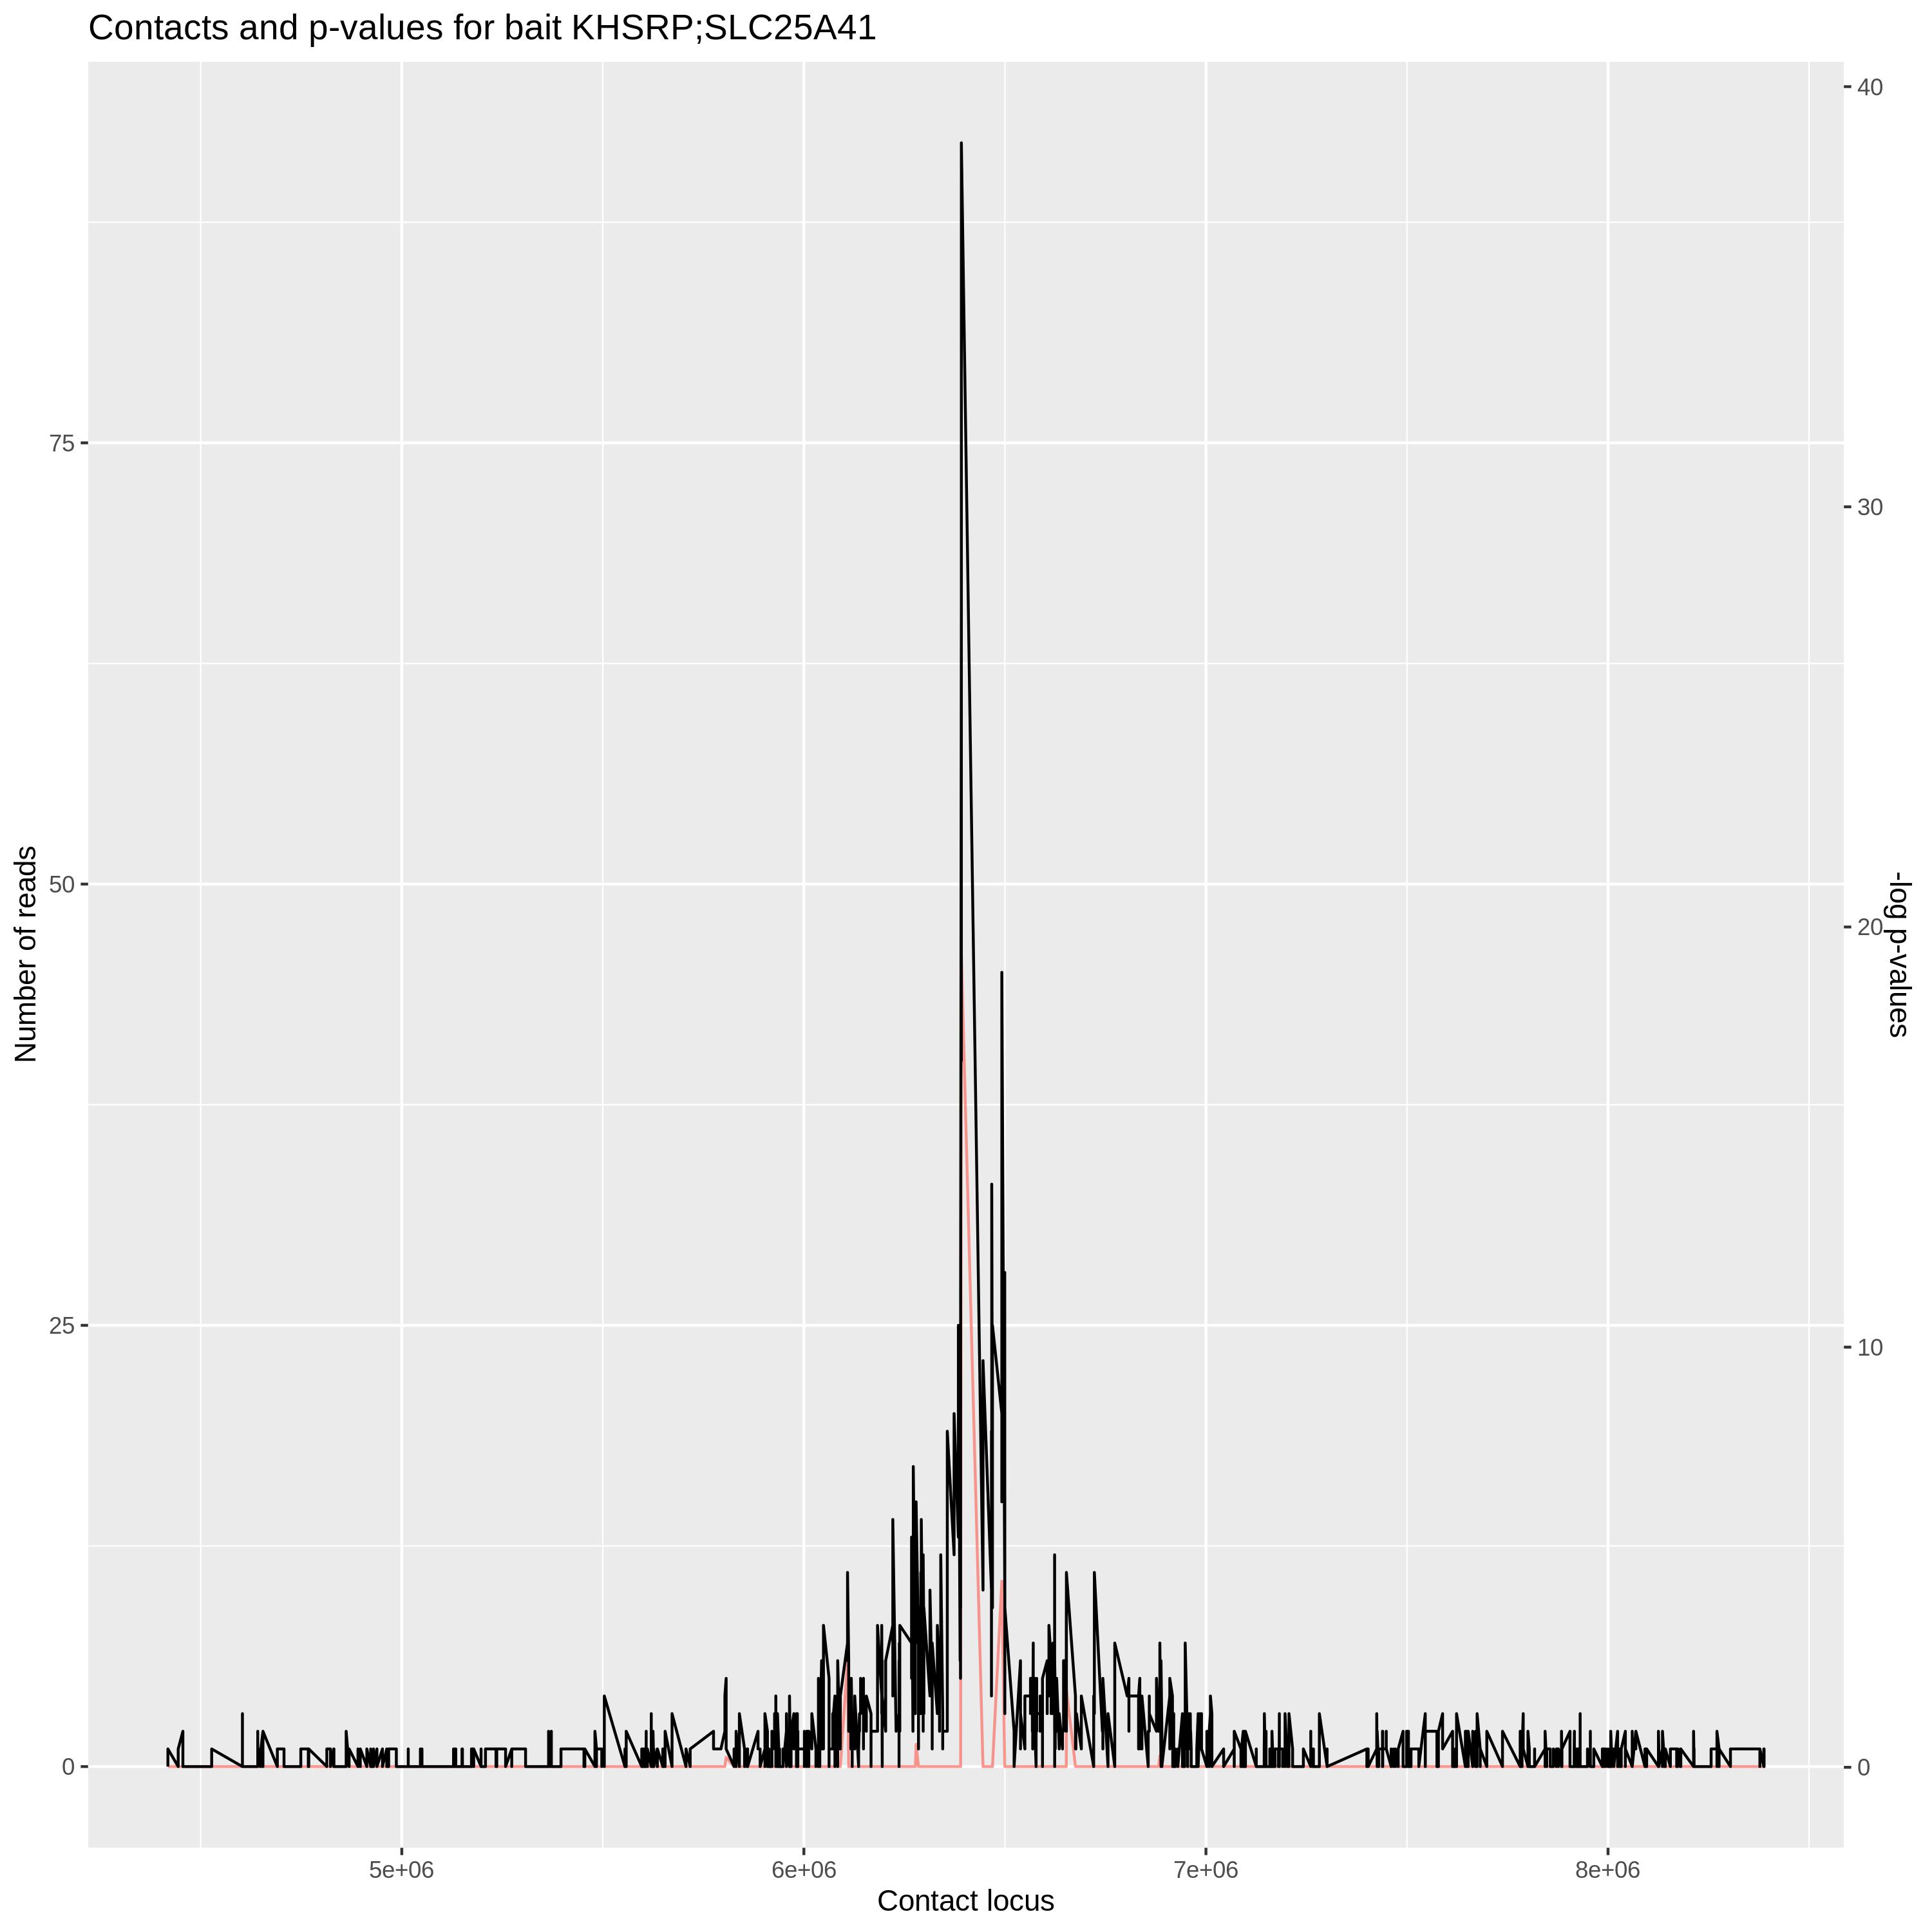 Contacts and p-values for bait KHSRP;SLC25A41
40
75
30
Number of reads
50
20
-log p-values
25
10
0
0
5e+06
6e+06
7e+06
8e+06
Contact locus